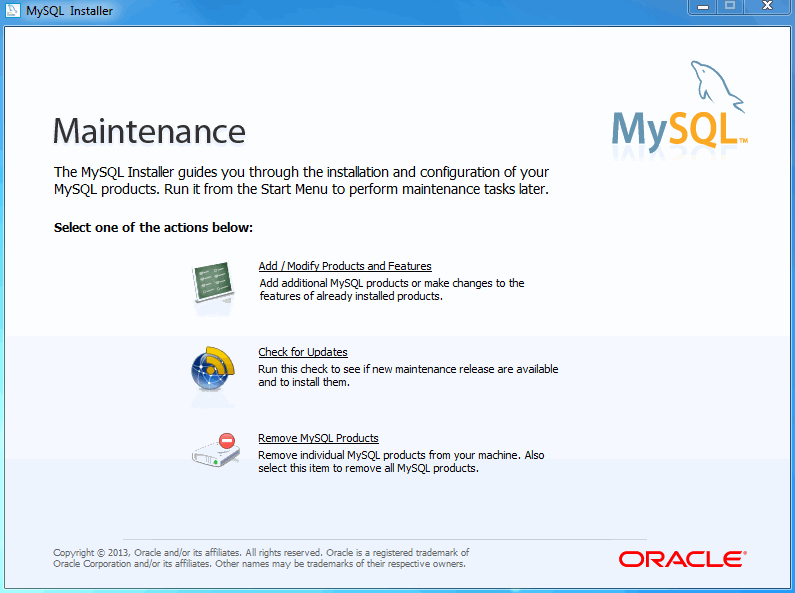 MySQL Installer
MySQL™
Maintenance
The MySQL Installer guides you through the installation and configuration of your
MySQL products. Run it from the Start Menu to perform maintenance tasks later.
Select one of the actions below:
Add / Modify Products and Features
Add additional MySQL products or make changes to the
features of already installed products.
Check for Updates
Run this check to see if new maintenance release are available
and to install them.
Remove MySQL Products
Remove individual MySQL products from your machine. Also
select this item to remove all MySQL products.
Copyright © 2013, Oracle and/or its affiliates. All rights reserved. Oracle is a registered trademark of
Oracle Corporation and/or its affiliates. Other names may be trademarks of their respective owners.
ORACLE®